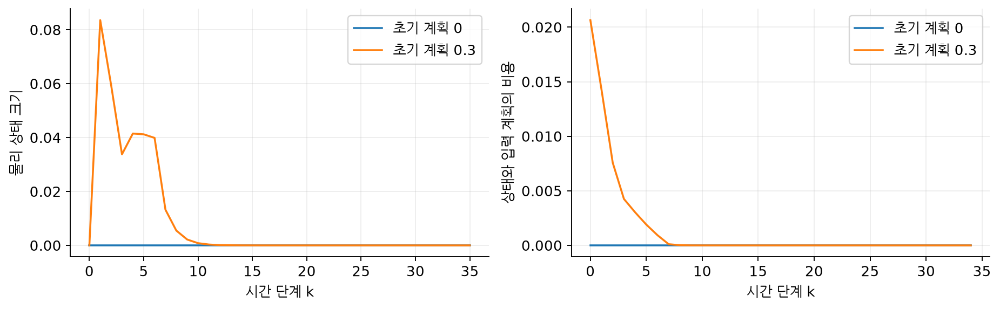 물리 상태 크기
0.08
0.06
0.04
0.02
0.00
0 5 10 15 20 25 30 35
시간 단계 k
초기 계획 0
초기 계획 0.3
상태와 입력 계획의 비용
0.020
0.015
0.010
0.005
0.000
0 5 10 15 20 25 30 35
시간 단계 k
초기 계획 0
초기 계획 0.3